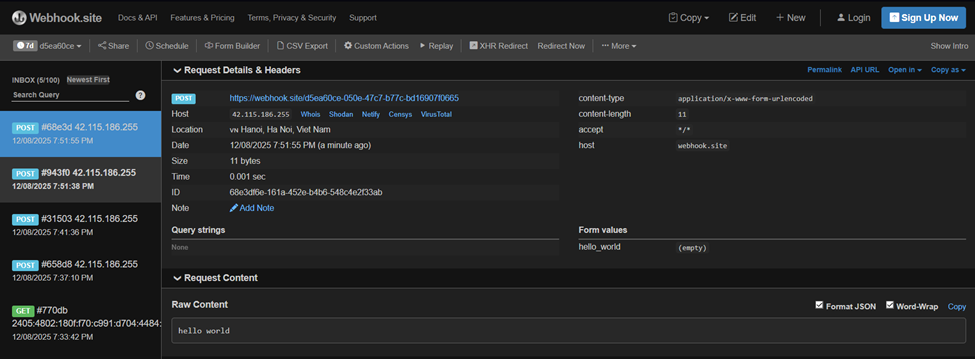 Webhook.site Docs & API Features & Pricing Terms, Privacy & Security Support Copy Edit + New Login Sign Up Now
7d d5ea60ce Share Schedule Form Builder CSV Export Custom Actions Replay XHR Redirect Redirect Now ··· More Show Intro
INBOX (5/100) Newest First
Search Query ?
POST #68e3d 42.115.186.255
12/08/2025 7:51:55 PM
POST #943f0 42.115.186.255
12/08/2025 7:51:38 PM
POST #31503 42.115.186.255
12/08/2025 7:41:36 PM
POST #658d8 42.115.186.255
12/08/2025 7:37:10 PM
GET #770db
2405:4802:180f:f70:c991:d704:4484:
12/08/2025 7:33:42 PM
Request Details & Headers Permalink API URL Open in Copy as
POST https://webhook.site/d5ea60ce-050e-47c7-b77c-bd16907f0665
Host 42.115.186.255 Whois Shodan Netify Censys VirusTotal
Location VN Hanoi, Ha Noi, Viet Nam
Date 12/08/2025 7:51:55 PM (a minute ago)
Size 11 bytes
Time 0.001 sec
ID 68e3df6e-161a-452e-b4b6-548c4e2f33ab
Note Add Note
content-type application/x-www-form-urlencoded
content-length 11
accept */*
host webhook.site
Query strings
None
Form values
hello_world (empty)
Request Content
Raw Content Format JSON Word-Wrap Copy
hello world